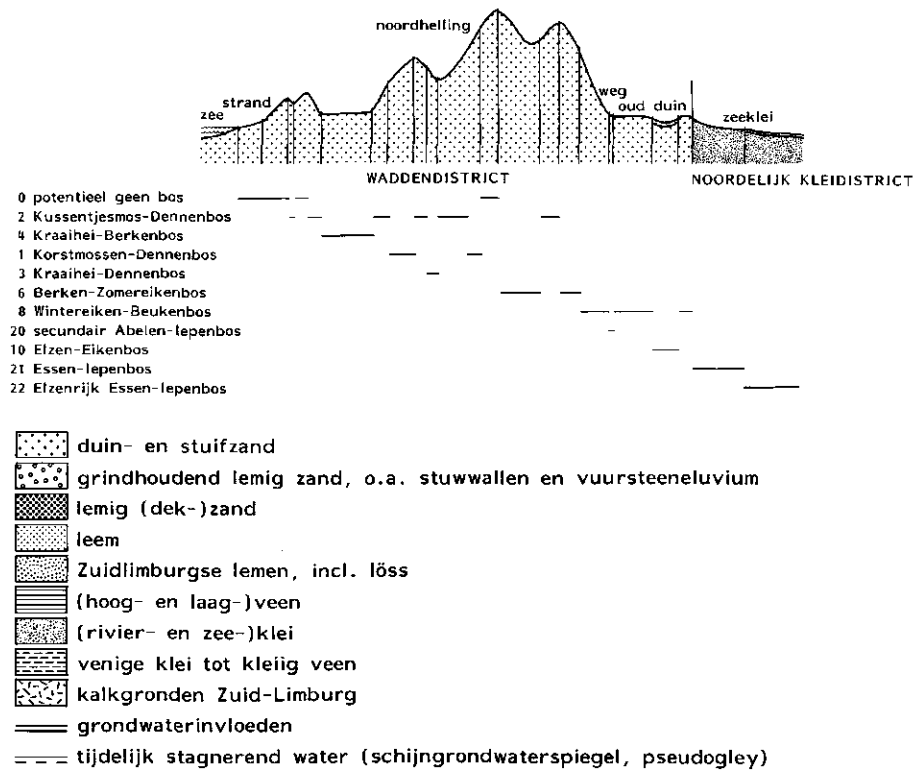 noordhelling
strand
zee
weg
oud duin
zeeklei
WADDENDISTRICT
NOORDELIJK KLEIDISTRICT
0 potentieel geen bos
2 Kussentjesmos-Dennenbos
4 Kraaihei-Berkenbos
1 Korstmossen-Dennenbos
3 Kraaihei-Dennenbos
6 Berken-Zomereikenbos
8 Wintereiken-Beukenbos
20 secundair Abelen-Iepenbos
10 Elzen-Eikenbos
21 Essen-Iepenbos
22 Elzenrijk Essen-Iepenbos
duin- en stuifzand
grindhoudend lemig zand, o.a. stuwwallen en vuursteeneluvium
lemig (dek-)zand
leem
Zuidlimburgse lemen, incl. löss
(hoog- en laag-)veen
(rivier- en zee-)klei
venige klei tot kleiig veen
kalkgronden Zuid-Limburg
grondwaterinvloeden
tijdelijk stagnerend water (schijngrondwaterspiegel, pseudogley)